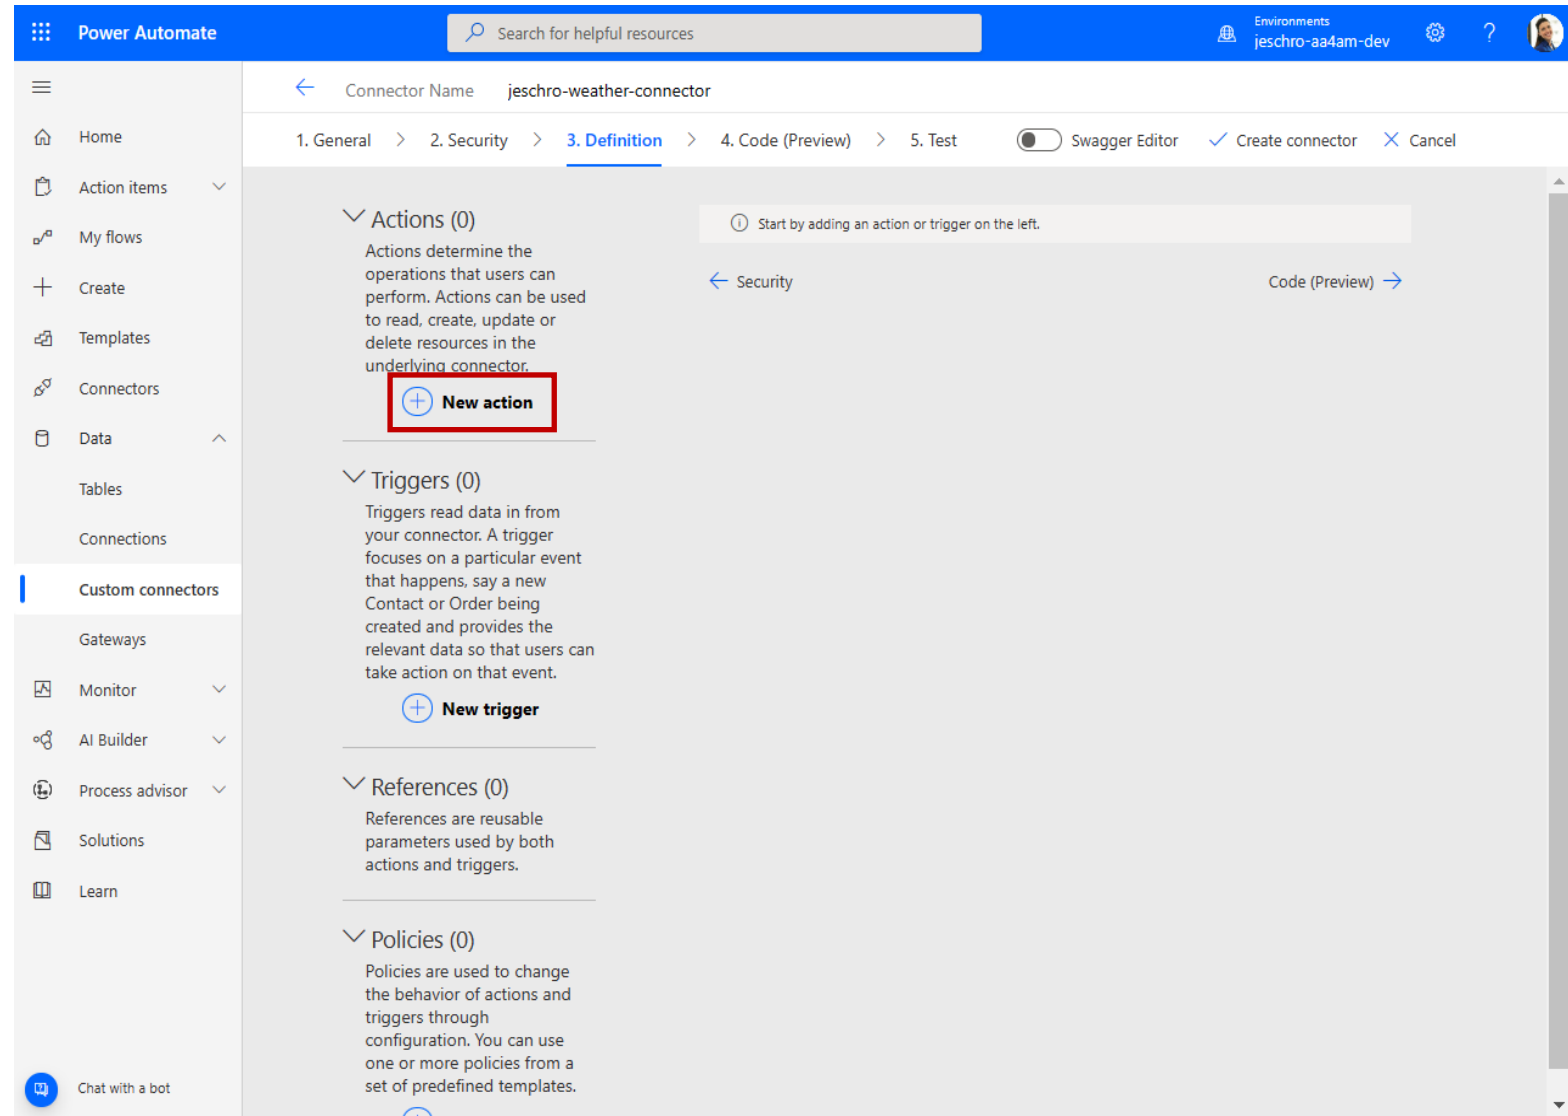 Power Automate
Search for helpful resources
Environments
jeschro-aa4am-dev
?
Connector Name jeschro-weather-connector
1. General > 2. Security > 3. Definition > 4. Code (Preview) > 5. Test Swagger Editor Create connector Cancel
Home
Action items
My flows
Create
Templates
Connectors
Data
Tables
Connections
Custom connectors
Gateways
Monitor
AI Builder
Process advisor
Solutions
Learn
Chat with a bot
Actions (0)
Actions determine the
operations that users can
perform. Actions can be used
to read, create, update or
delete resources in the
underlying connector.
New action
Triggers (0)
Triggers read data in from
your connector. A trigger
focuses on a particular event
that happens, say a new
Contact or Order being
created and provides the
relevant data so that users can
take action on that event.
New trigger
References (0)
References are reusable
parameters used by both
actions and triggers.
Policies (0)
Policies are used to change
the behavior of actions and
triggers through
configuration. You can use
one or more policies from a
set of predefined templates.
Start by adding an action or trigger on the left.
Security
Code (Preview)